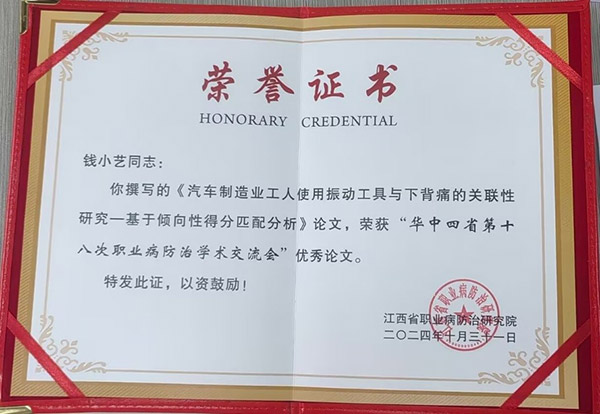 荣誉证书
HONORARY CREDENTIAL
钱小艺同志：
你撰写的《汽车制造业工人使用振动工具与下背痛的关联性
研究—基于倾向性得分匹配分析》论文，荣获“华中四省第十
八次职业病防治学术交流会”优秀论文。
特发此证，以资鼓励！
江西省职业病防治研究院
二〇二四年十月三十一日